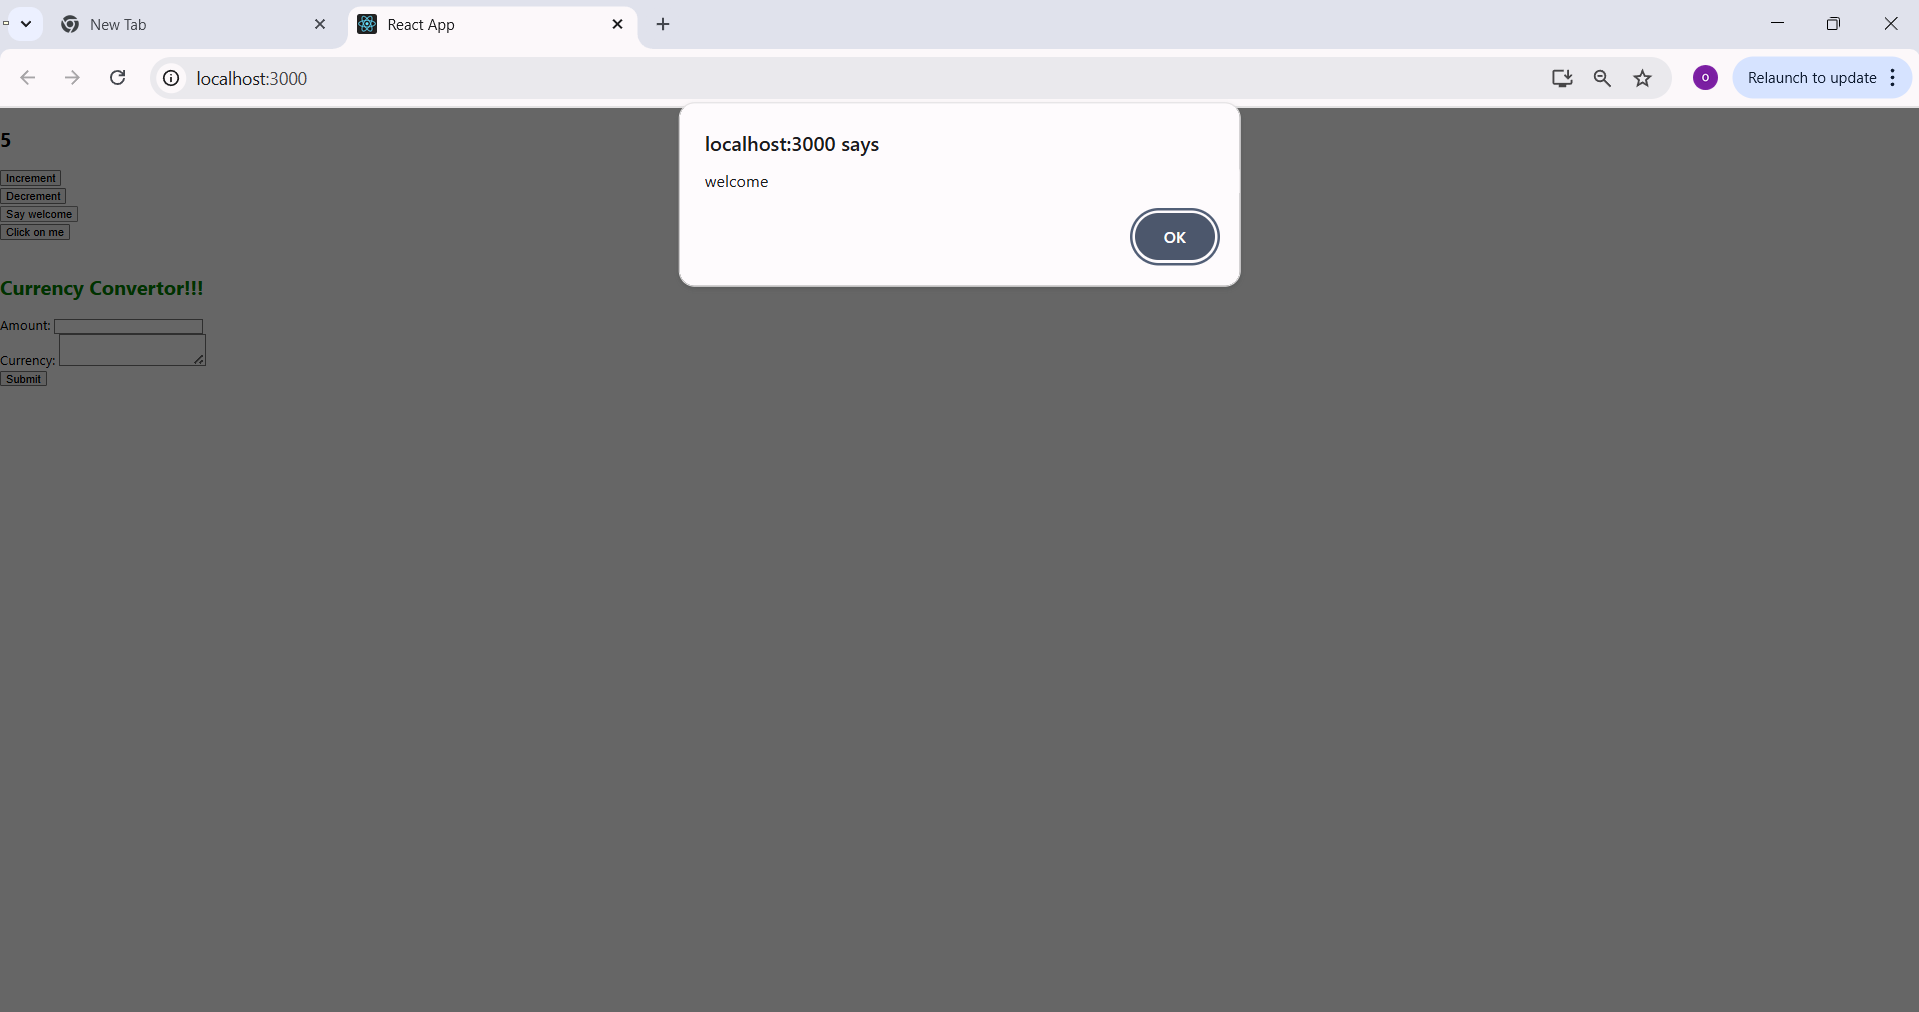 New Tab
React App
localhost:3000
O
Relaunch to update
localhost:3000 says
welcome
OK
5
Increment
Decrement
Say welcome
Click on me
Currency Convertor!!!
Amount:
Currency:
Submit